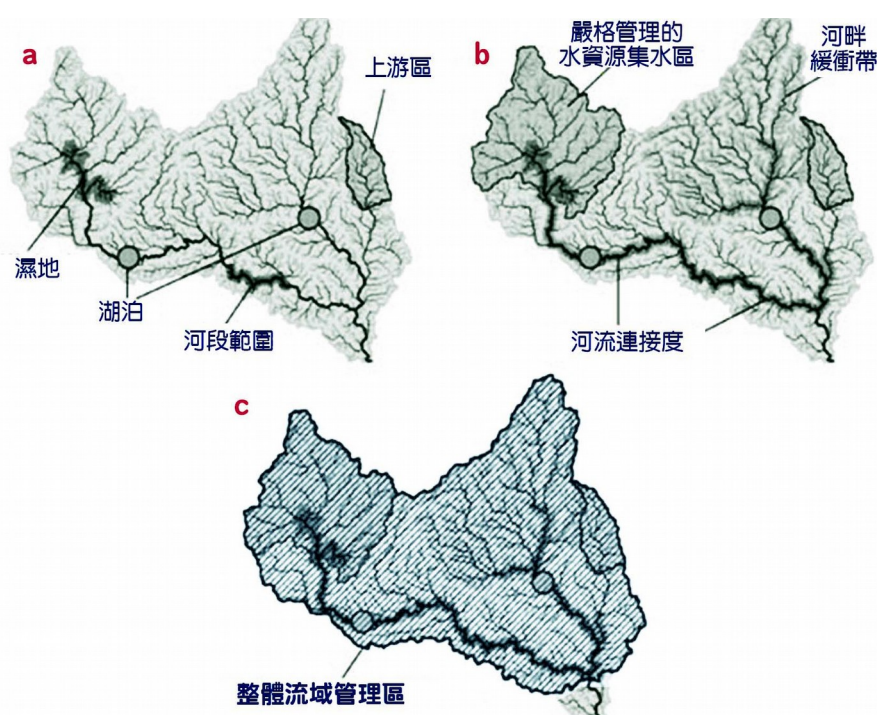 a
上游區
濕地
湖泊
河段範圍
b
嚴格管理的
水資源集水區
河畔
緩衝帶
河流連接度
c
整體流域管理區